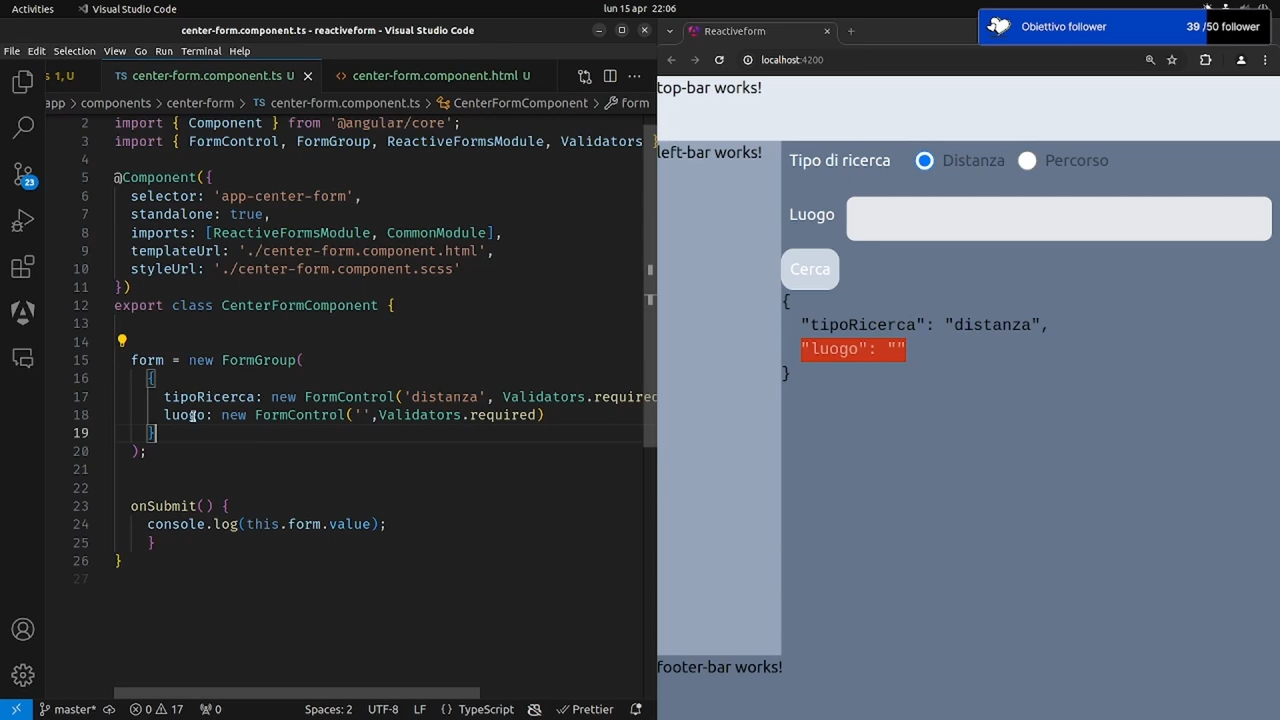 Activities
Visual Studio Code
lun 15 apr 22:06
Obiettivo follower
39 /50 follower
center-form.component.ts - reactiveform - Visual Studio Code
Reactiveform
File Edit Selection View Go Run Terminal Help
localhost:4200
s 1, U
center-form.component.ts U
center-form.component.html U
app > components > center-form > center-form.component.ts > CenterFormComponent > form
2 import { Component } from '@angular/core';
3 import { FormControl, FormGroup, ReactiveFormsModule, Validators }
4
5 @Component({
6 selector: 'app-center-form',
7 standalone: true,
8 imports: [ReactiveFormsModule, CommonModule],
9 templateUrl: './center-form.component.html',
10 styleUrl: './center-form.component.scss'
11 })
12 export class CenterFormComponent {
13
14
15 form = new FormGroup(
16 {
17 tipoRicerca: new FormControl('distanza', Validators.required
18 luogo: new FormControl('',Validators.required)
19 }
20 );
21
22
23 onSubmit() {
24 console.log(this.form.value);
25 }
26 }
27
23
master*
0 17
0
Spaces: 2
UTF-8
LF
{} TypeScript
Prettier
top-bar works!
left-bar works!
Tipo di ricerca Distanza Percorso
Luogo
Cerca
{
"tipoRicerca": "distanza",
"luogo": ""
}
footer-bar works!